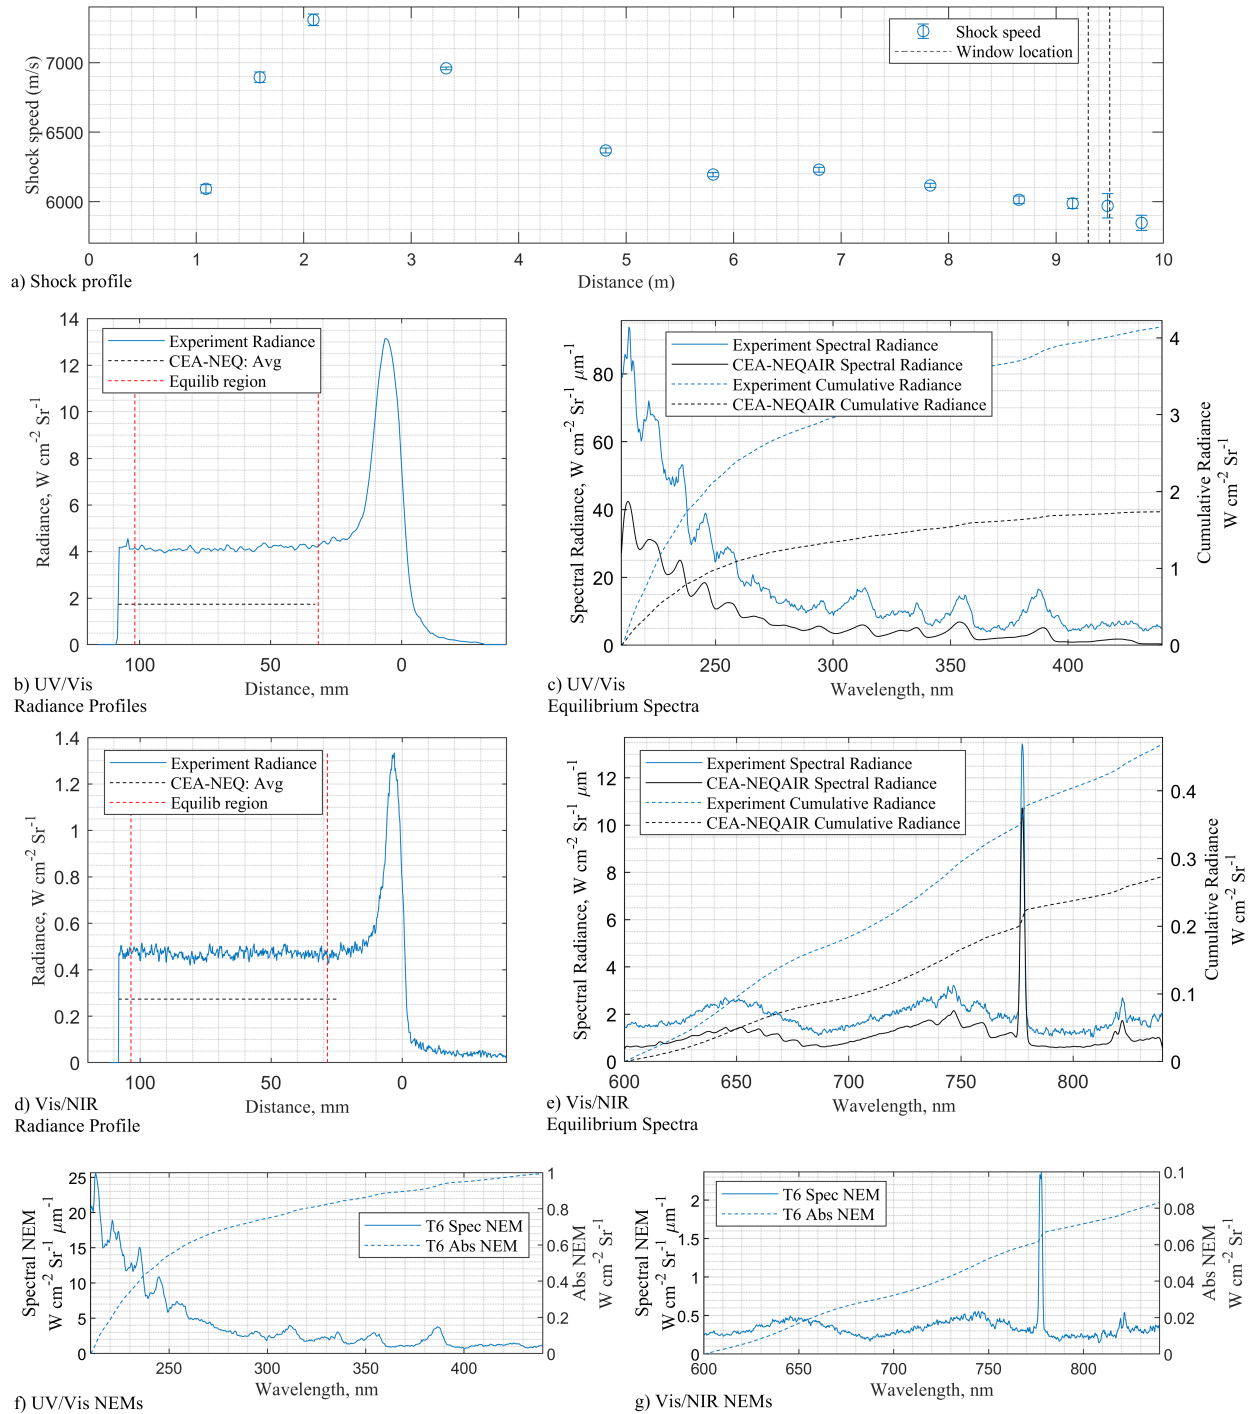 7000
6500
6000
Shock speed (m/s)
Shock speed
Window location
0 1 2 3 4 5 6 7 8 9 10
Distance (m)
a) Shock profile
14
12
10
8
6
4
2
0
Radiance, W cm-2 Sr-1
Experiment Radiance
CEA-NEQ: Avg
Equilib region
100 50 0
Distance, mm
b) UV/Vis
Radiance Profiles
80
60
40
20
0
Spectral Radiance, W cm-2 Sr-1 μm-1
Experiment Spectral Radiance
CEA-NEQAIR Spectral Radiance
Experiment Cumulative Radiance
CEA-NEQAIR Cumulative Radiance
4
3
2
1
0
Cumulative Radiance
W cm-2 Sr-1
250 300 350 400
Wavelength, nm
c) UV/Vis
Equilibrium Spectra
1.4
1.2
1
0.8
0.6
0.4
0.2
0
Radiance, W cm-2 Sr-1
Experiment Radiance
CEA-NEQ: Avg
Equilib region
100 50 0
Distance, mm
d) Vis/NIR
Radiance Profile
12
10
8
6
4
2
0
Spectral Radiance, W cm-2 Sr-1 μm-1
Experiment Spectral Radiance
CEA-NEQAIR Spectral Radiance
Experiment Cumulative Radiance
CEA-NEQAIR Cumulative Radiance
0.4
0.3
0.2
0.1
0
Cumulative Radiance
W cm-2 Sr-1
600 650 700 750 800
Wavelength, nm
e) Vis/NIR
Equilibrium Spectra
25
20
15
10
5
0
Spectral NEM
W cm-2 Sr-1 μm-1
T6 Spec NEM
T6 Abs NEM
1
0.8
0.6
0.4
0.2
0
Abs NEM
W cm-2 Sr-1
250 300 350 400
Wavelength, nm
f) UV/Vis NEMs
2
1.5
1
0.5
0
Spectral NEM
W cm-2 Sr-1 μm-1
T6 Spec NEM
T6 Abs NEM
0.1
0.08
0.06
0.04
0.02
0
Abs NEM
W cm-2 Sr-1
600 650 700 750 800
Wavelength, nm
g) Vis/NIR NEMs